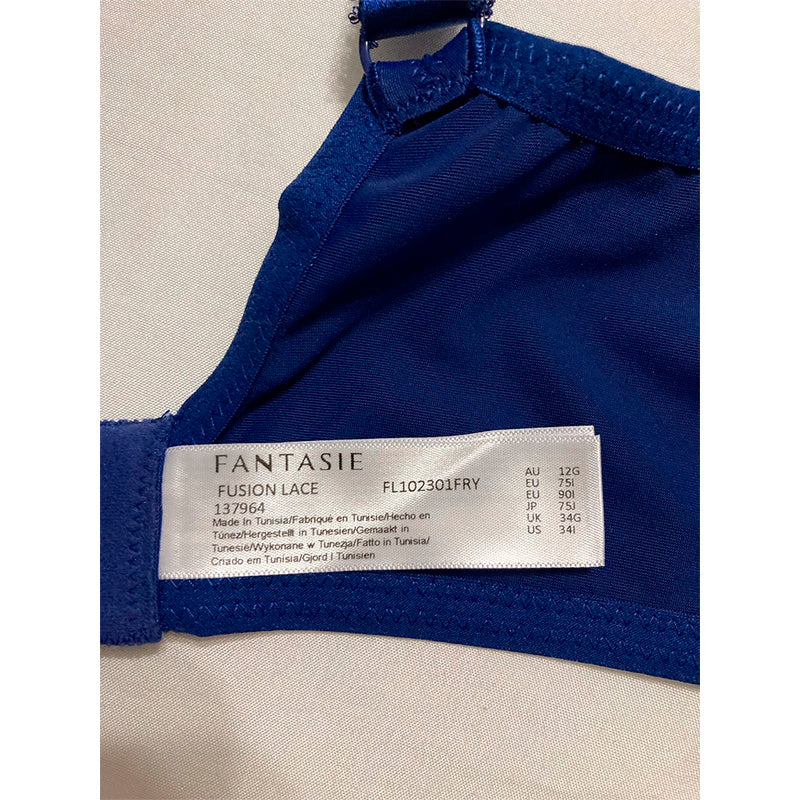 FANTASIE
FUSION LACE FL102301FRY
137964
Made In Tunisia/Fabriqué en Tunisie/Hecho en
Túnez/Hergestellt in Tunesien/Gemaakt in
Tunesië/Wykonane w Tunezja/Fatto in Tunisia/
Criado em Tunisia/Gjord I Tunisien
AU 12G
EU 75I
EU 90I
JP 75J
UK 34G
US 34I